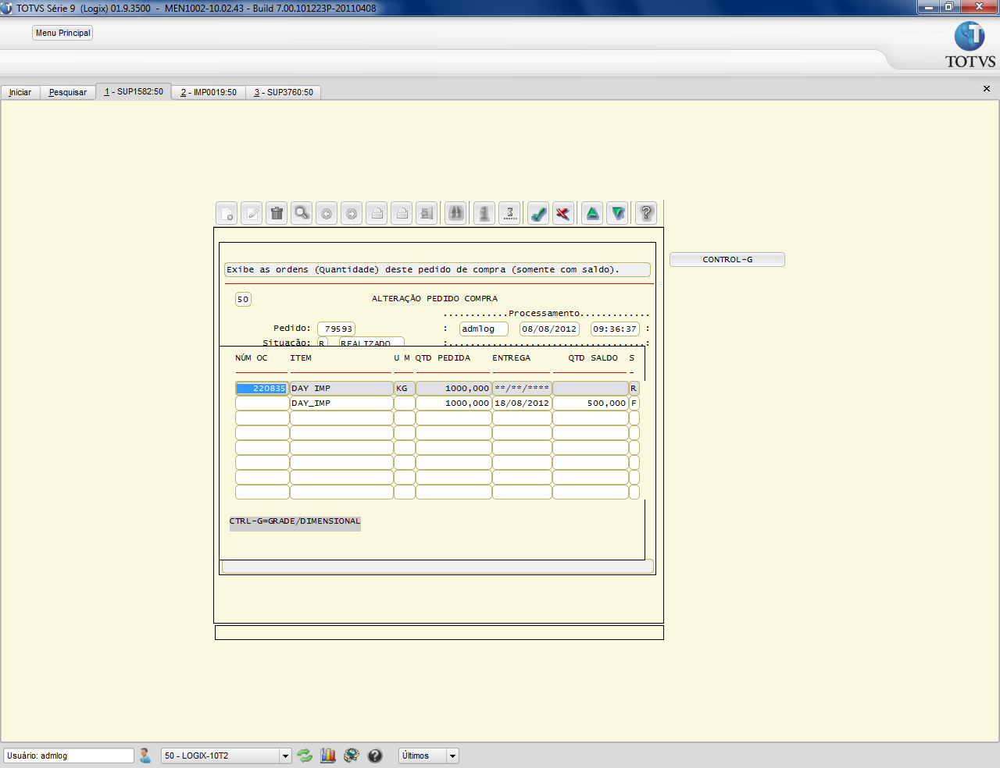 TOTVS Série 9  (Logix) 01.9.3500  -  MEN1002-10.02.43 - Build 7.00.101223P-20110408
Menu Principal
TOTVS
Iniciar
Pesquisar
1 - SUP1582:50
2 - IMP0019:50
3 - SUP3760:50
CONTROL-G
Exibe as ordens (Quantidade) deste pedido de compra (somente com saldo).
50 ALTERAÇÃO PEDIDO COMPRA
............Processamento.............
Pedido: 79593 : admlog 08/08/2012 09:36:37 :
Situação: R REALIZADO :....................................:
NÚM OC ITEM U M QTD PEDIDA ENTREGA QTD SALDO S
220835 DAY IMP KG 1000,000 **/**/**** R
DAY_IMP 1000,000 18/08/2012 500,000 F
CTRL-G=GRADE/DIMENSIONAL
Usuário: admlog
50 - LOGIX-10T2
Últimos